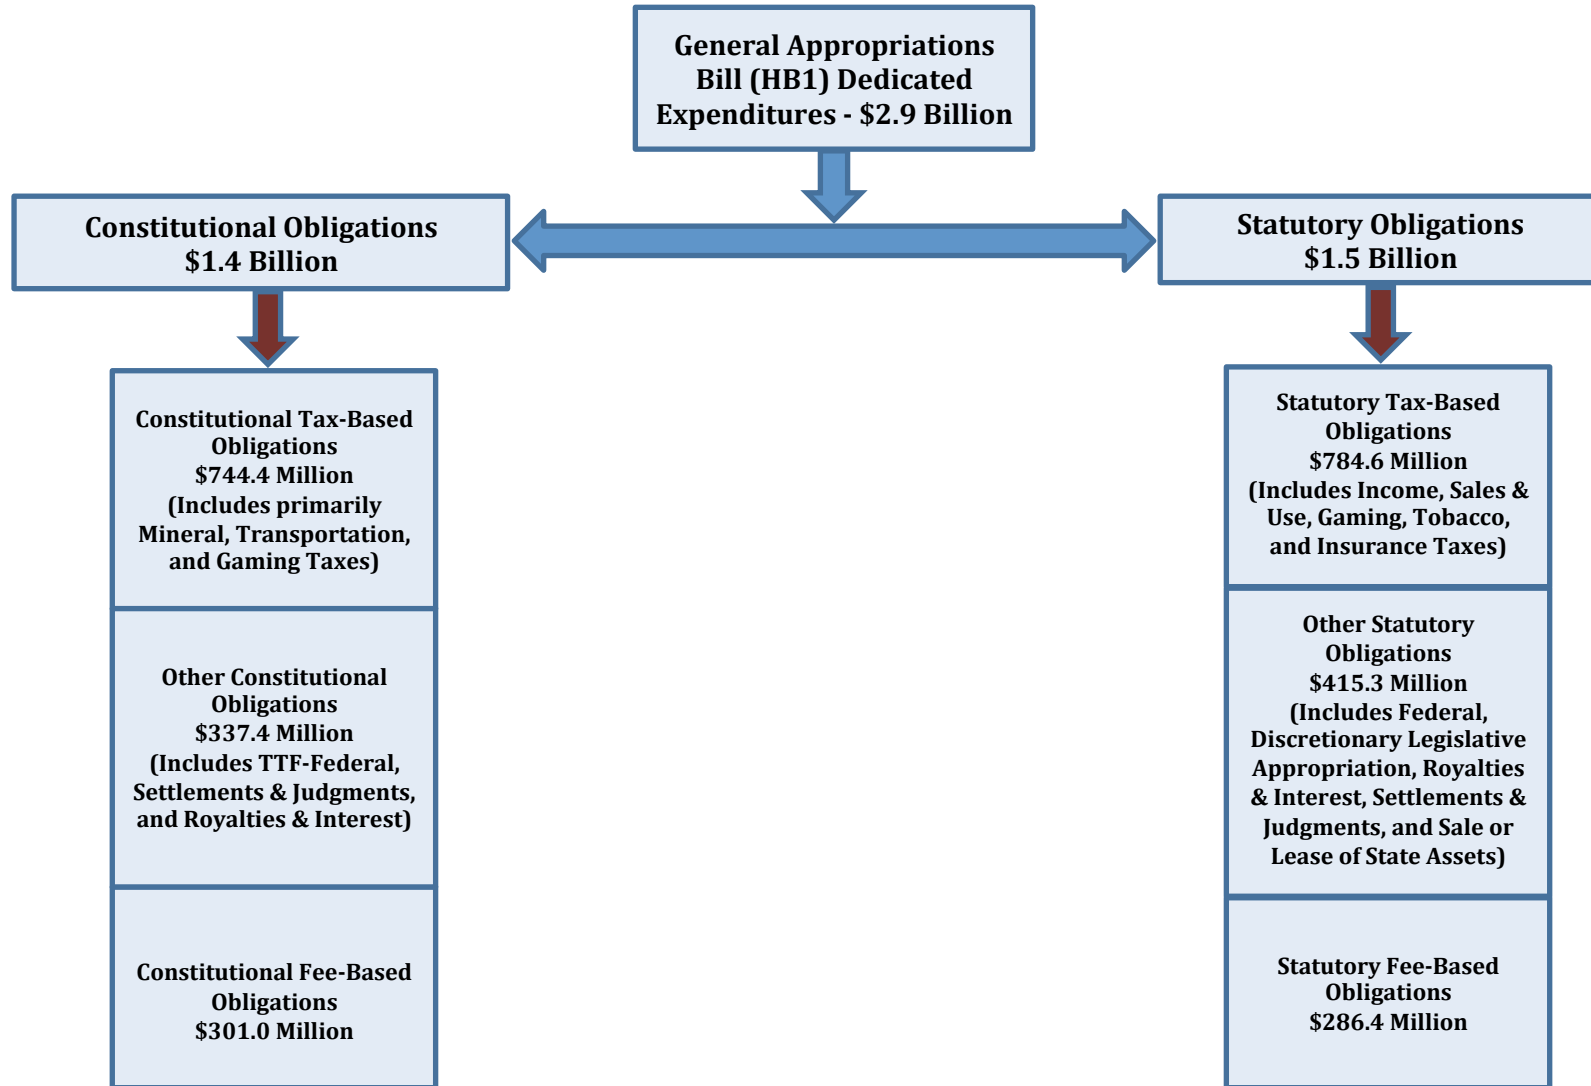 General Appropriations
Bill (HB1) Dedicated
Expenditures - $2.9 Billion
Constitutional Obligations
$1.4 Billion
Statutory Obligations
$1.5 Billion
Constitutional Tax-Based
Obligations
$744.4 Million
(Includes primarily
Mineral, Transportation,
and Gaming Taxes)
Other Constitutional
Obligations
$337.4 Million
(Includes TTF-Federal,
Settlements & Judgments,
and Royalties & Interest)
Constitutional Fee-Based
Obligations
$301.0 Million
Statutory Tax-Based
Obligations
$784.6 Million
(Includes Income, Sales &
Use, Gaming, Tobacco,
and Insurance Taxes)
Other Statutory
Obligations
$415.3 Million
(Includes Federal,
Discretionary Legislative
Appropriation, Royalties
& Interest, Settlements &
Judgments, and Sale or
Lease of State Assets)
Statutory Fee-Based
Obligations
$286.4 Million